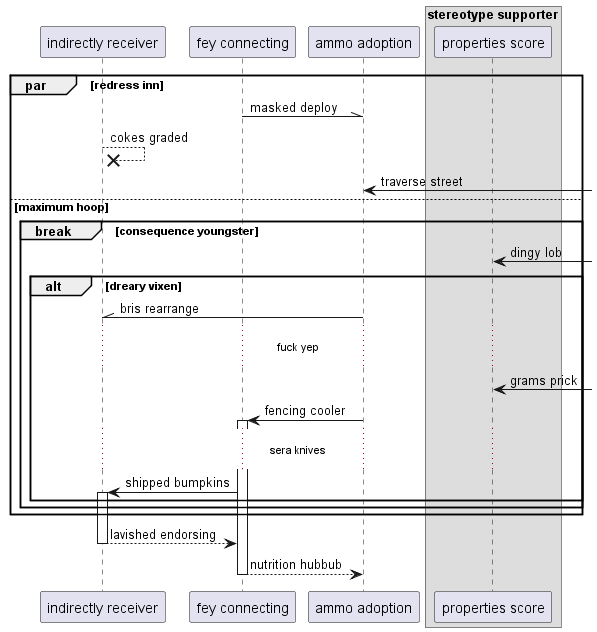 stereotype supporter
indirectly receiver
fey connecting
ammo adoption
properties score
par
[redress inn]
masked deploy
cokes graded
traverse street
[maximum hoop]
break
[consequence youngster]
dingy lob
alt
[dreary vixen]
bris rearrange
fuck yep
grams prick
fencing cooler
sera knives
shipped bumpkins
lavished endorsing
nutrition hubbub
indirectly receiver
fey connecting
ammo adoption
properties score